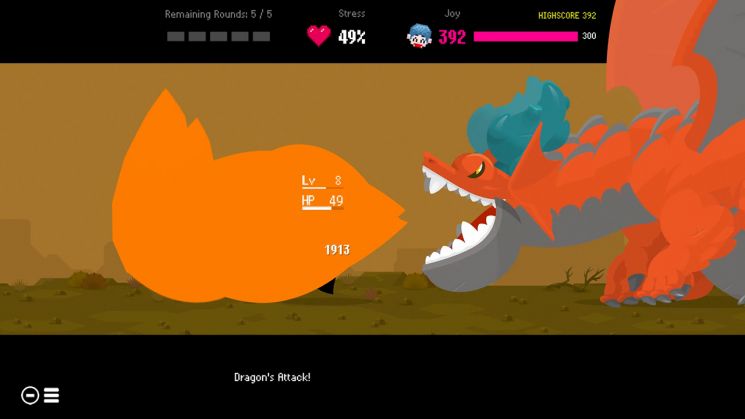 Remaining Rounds: 5 / 5
Stress
49%
Joy
392
HIGHSCORE 392
300
Lv 8
HP 49
1913
Dragon's Attack!